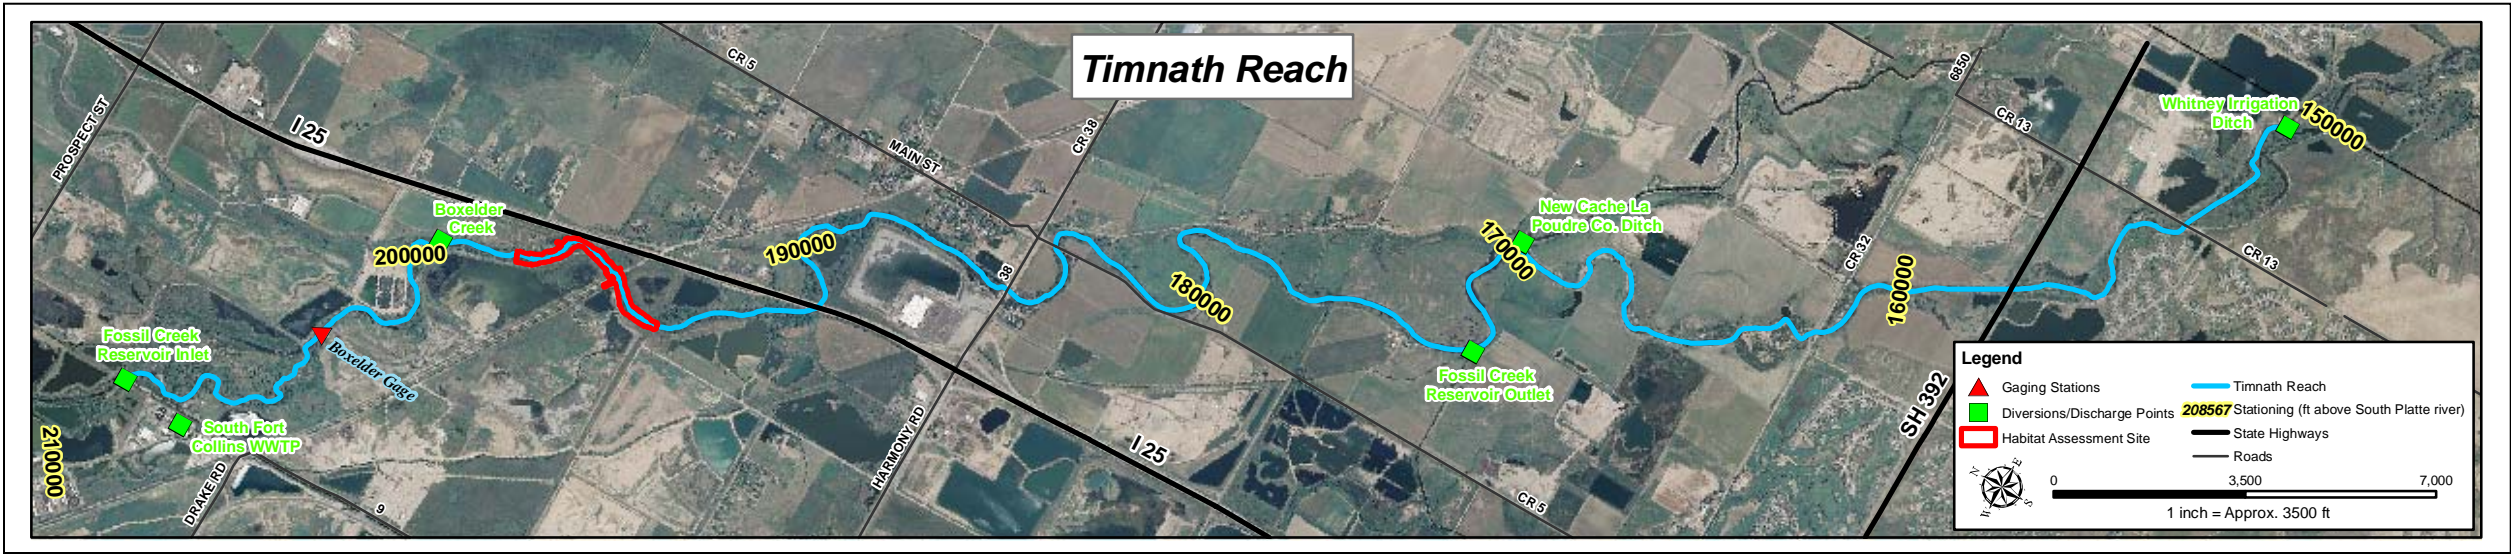 Timnath Reach
PROSPECT ST
I 25
CR 5
MAIN ST
CR 38
6850
CR 13
Whitney Irrigation
Ditch
150000
Boxelder
Creek
200000
190000
38
180000
New Cache La
Poudre Co. Ditch
170000
CR 32
160000
CR 13
Fossil Creek
Reservoir Inlet
Boxelder Gage
South Fort
Collins WWTP
210000
DRAKE RD
9
HARMONY RD
I 25
Fossil Creek
Reservoir Outlet
CR 5
SH 392
Legend
Gaging Stations
Diversions/Discharge Points
Habitat Assessment Site
Timnath Reach
208567 Stationing (ft above South Platte river)
State Highways
Roads
N
E
S
W
0 3,500 7,000
1 inch = Approx. 3500 ft